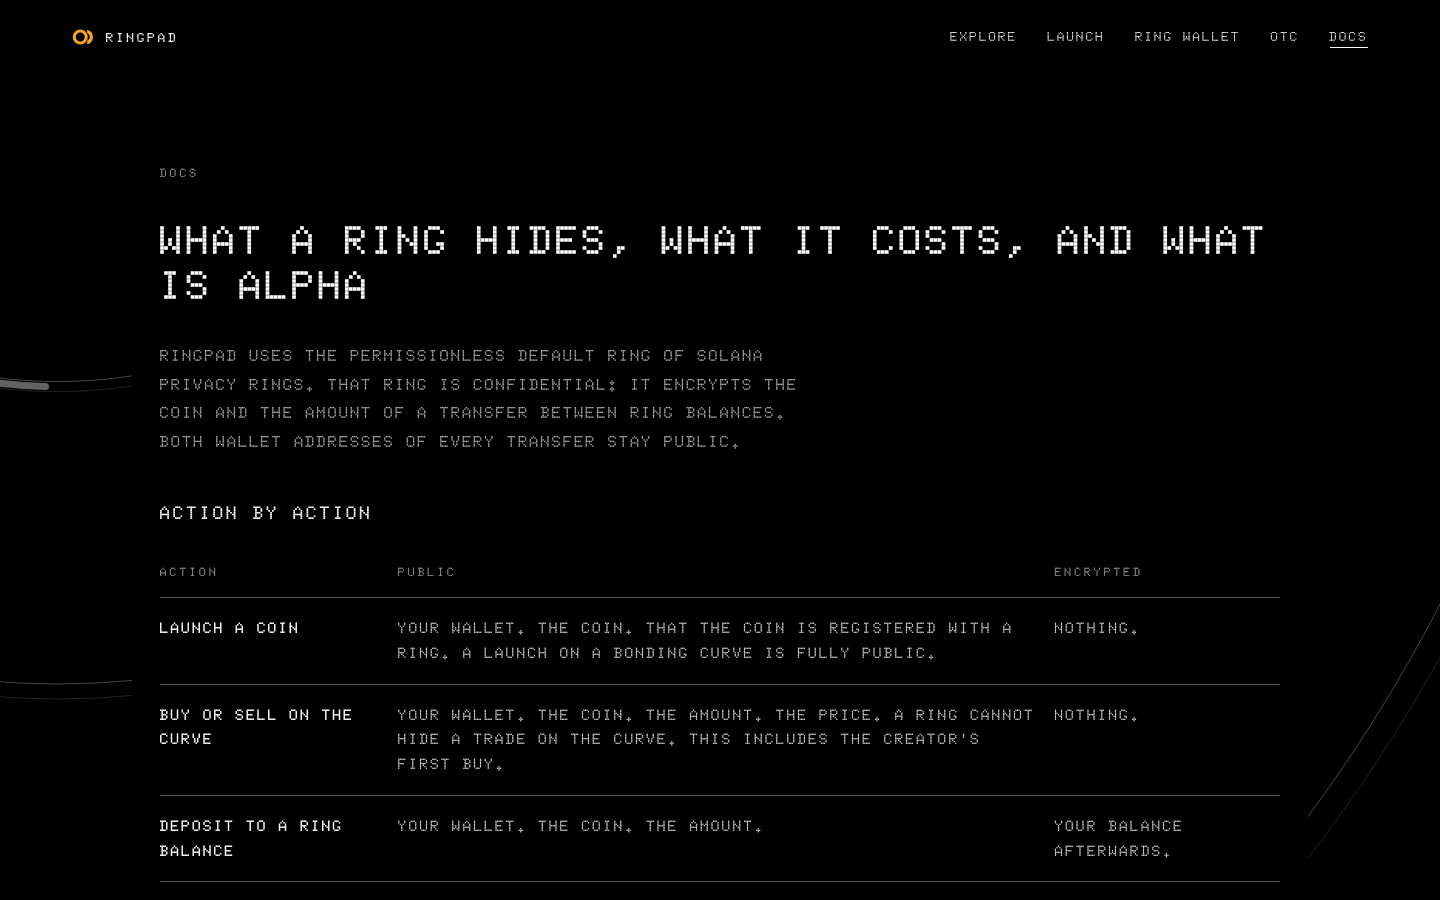 RINGPAD
EXPLORE LAUNCH RING WALLET OTC DOCS
DOCS
WHAT A RING HIDES, WHAT IT COSTS, AND WHAT
IS ALPHA
RINGPAD USES THE PERMISSIONLESS DEFAULT RING OF SOLANA
PRIVACY RINGS. THAT RING IS CONFIDENTIAL: IT ENCRYPTS THE
COIN AND THE AMOUNT OF A TRANSFER BETWEEN RING BALANCES.
BOTH WALLET ADDRESSES OF EVERY TRANSFER STAY PUBLIC.
ACTION BY ACTION
ACTION PUBLIC ENCRYPTED
LAUNCH A COIN YOUR WALLET. THE COIN. THAT THE COIN IS REGISTERED WITH A NOTHING.
RING. A LAUNCH ON A BONDING CURVE IS FULLY PUBLIC.
BUY OR SELL ON THE YOUR WALLET. THE COIN. THE AMOUNT. THE PRICE. A RING CANNOT NOTHING.
CURVE HIDE A TRADE ON THE CURVE. THIS INCLUDES THE CREATOR'S
FIRST BUY.
DEPOSIT TO A RING YOUR WALLET. THE COIN. THE AMOUNT. YOUR BALANCE
BALANCE AFTERWARDS.